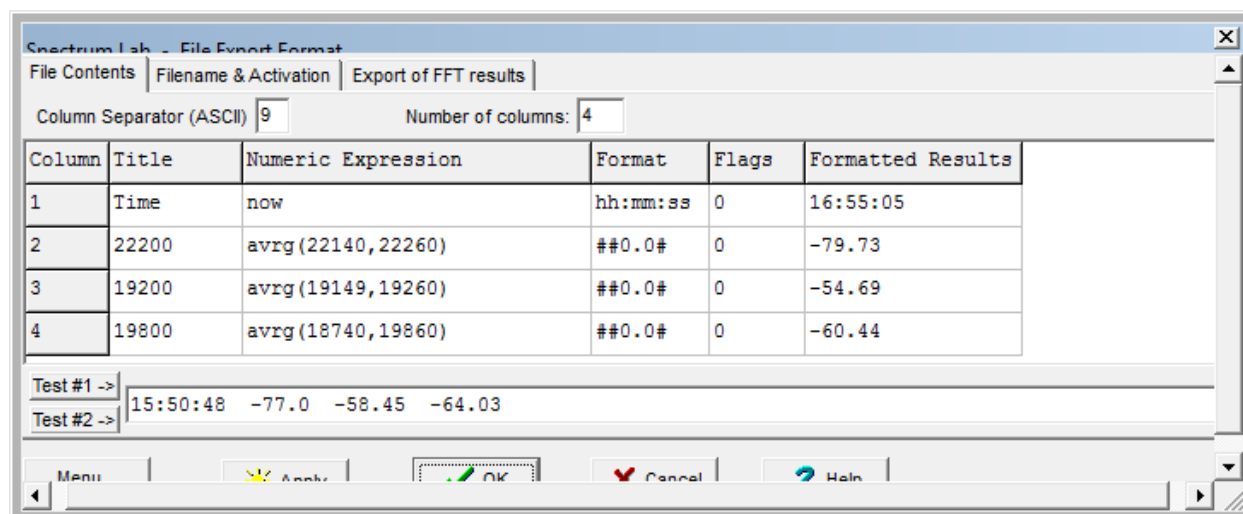 Spectrum Lab - File Export Format
File Contents Filename & Activation Export of FFT results
Column Separator (ASCII) 9 Number of columns: 4
Column Title Numeric Expression Format Flags Formatted Results
1 Time now hh:mm:ss 0 16:55:05
2 22200 avrg(22140,22260) ##0.0# 0 -79.73
3 19200 avrg(19149,19260) ##0.0# 0 -54.69
4 19800 avrg(18740,19860) ##0.0# 0 -60.44
Test #1 ->
15:50:48 -77.0 -58.45 -64.03
Test #2 ->
Menu Apply OK Cancel Help